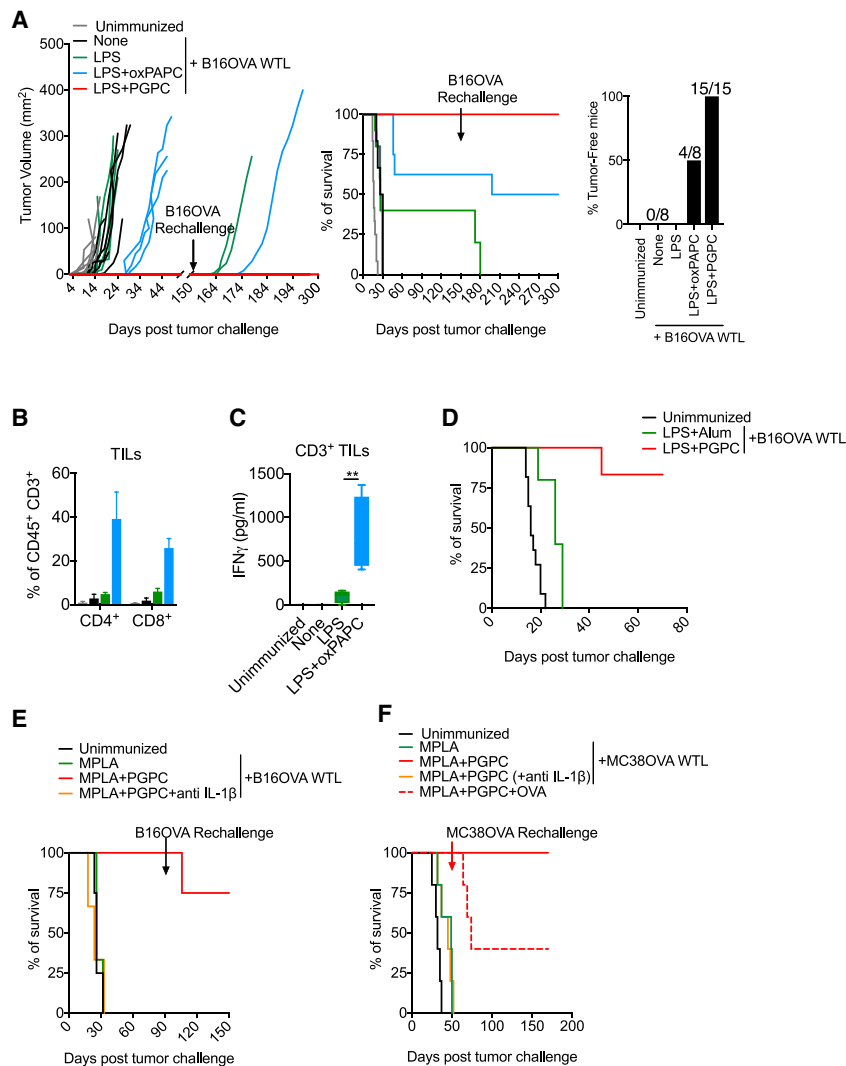 A
Unimmunized
None
LPS
LPS+oxPAPC
LPS+PGPC
+ B16OVA WTL
Tumor Volume (mm²)
500
400
300
200
100
0
B16OVA
Rechallenge
4 14 24 34 44 150 164 174 184 194 300
Days post tumor challenge
B16OVA
Rechallenge
% of survival
100
75
50
25
0
0 30 60 90 120 150 180 210 240 270 300
Days post tumor challenge
% Tumor-Free mice
100
50
0
0/8
4/8
15/15
Unimmunized
None
LPS
LPS+oxPAPC
LPS+PGPC
+ B16OVA WTL
B
TILs
% of CD45⁺ CD3⁺
60
40
20
0
CD4⁺ CD8⁺
C
CD3⁺ TILs
IFNγ (pg/ml)
1500
1000
500
0
**
Unimmunized
None
LPS
LPS+oxPAPC
D
Unimmunized
LPS+Alum
LPS+PGPC
+B16OVA WTL
% of survival
100
75
50
25
0
0 20 40 60 80
Days post tumor challenge
E
Unimmunized
MPLA
MPLA+PGPC
MPLA+PGPC+anti IL-1β
+B16OVA WTL
B16OVA Rechallenge
% of survival
100
75
50
25
0
0 30 60 90 120 150
Days post tumor challenge
F
Unimmunized
MPLA
MPLA+PGPC
MPLA+PGPC (+anti IL-1β)
MPLA+PGPC+OVA
+MC38OVA WTL
MC38OVA Rechallenge
% of survival
100
75
50
25
0
0 50 100 150 200
Days post tumor challenge